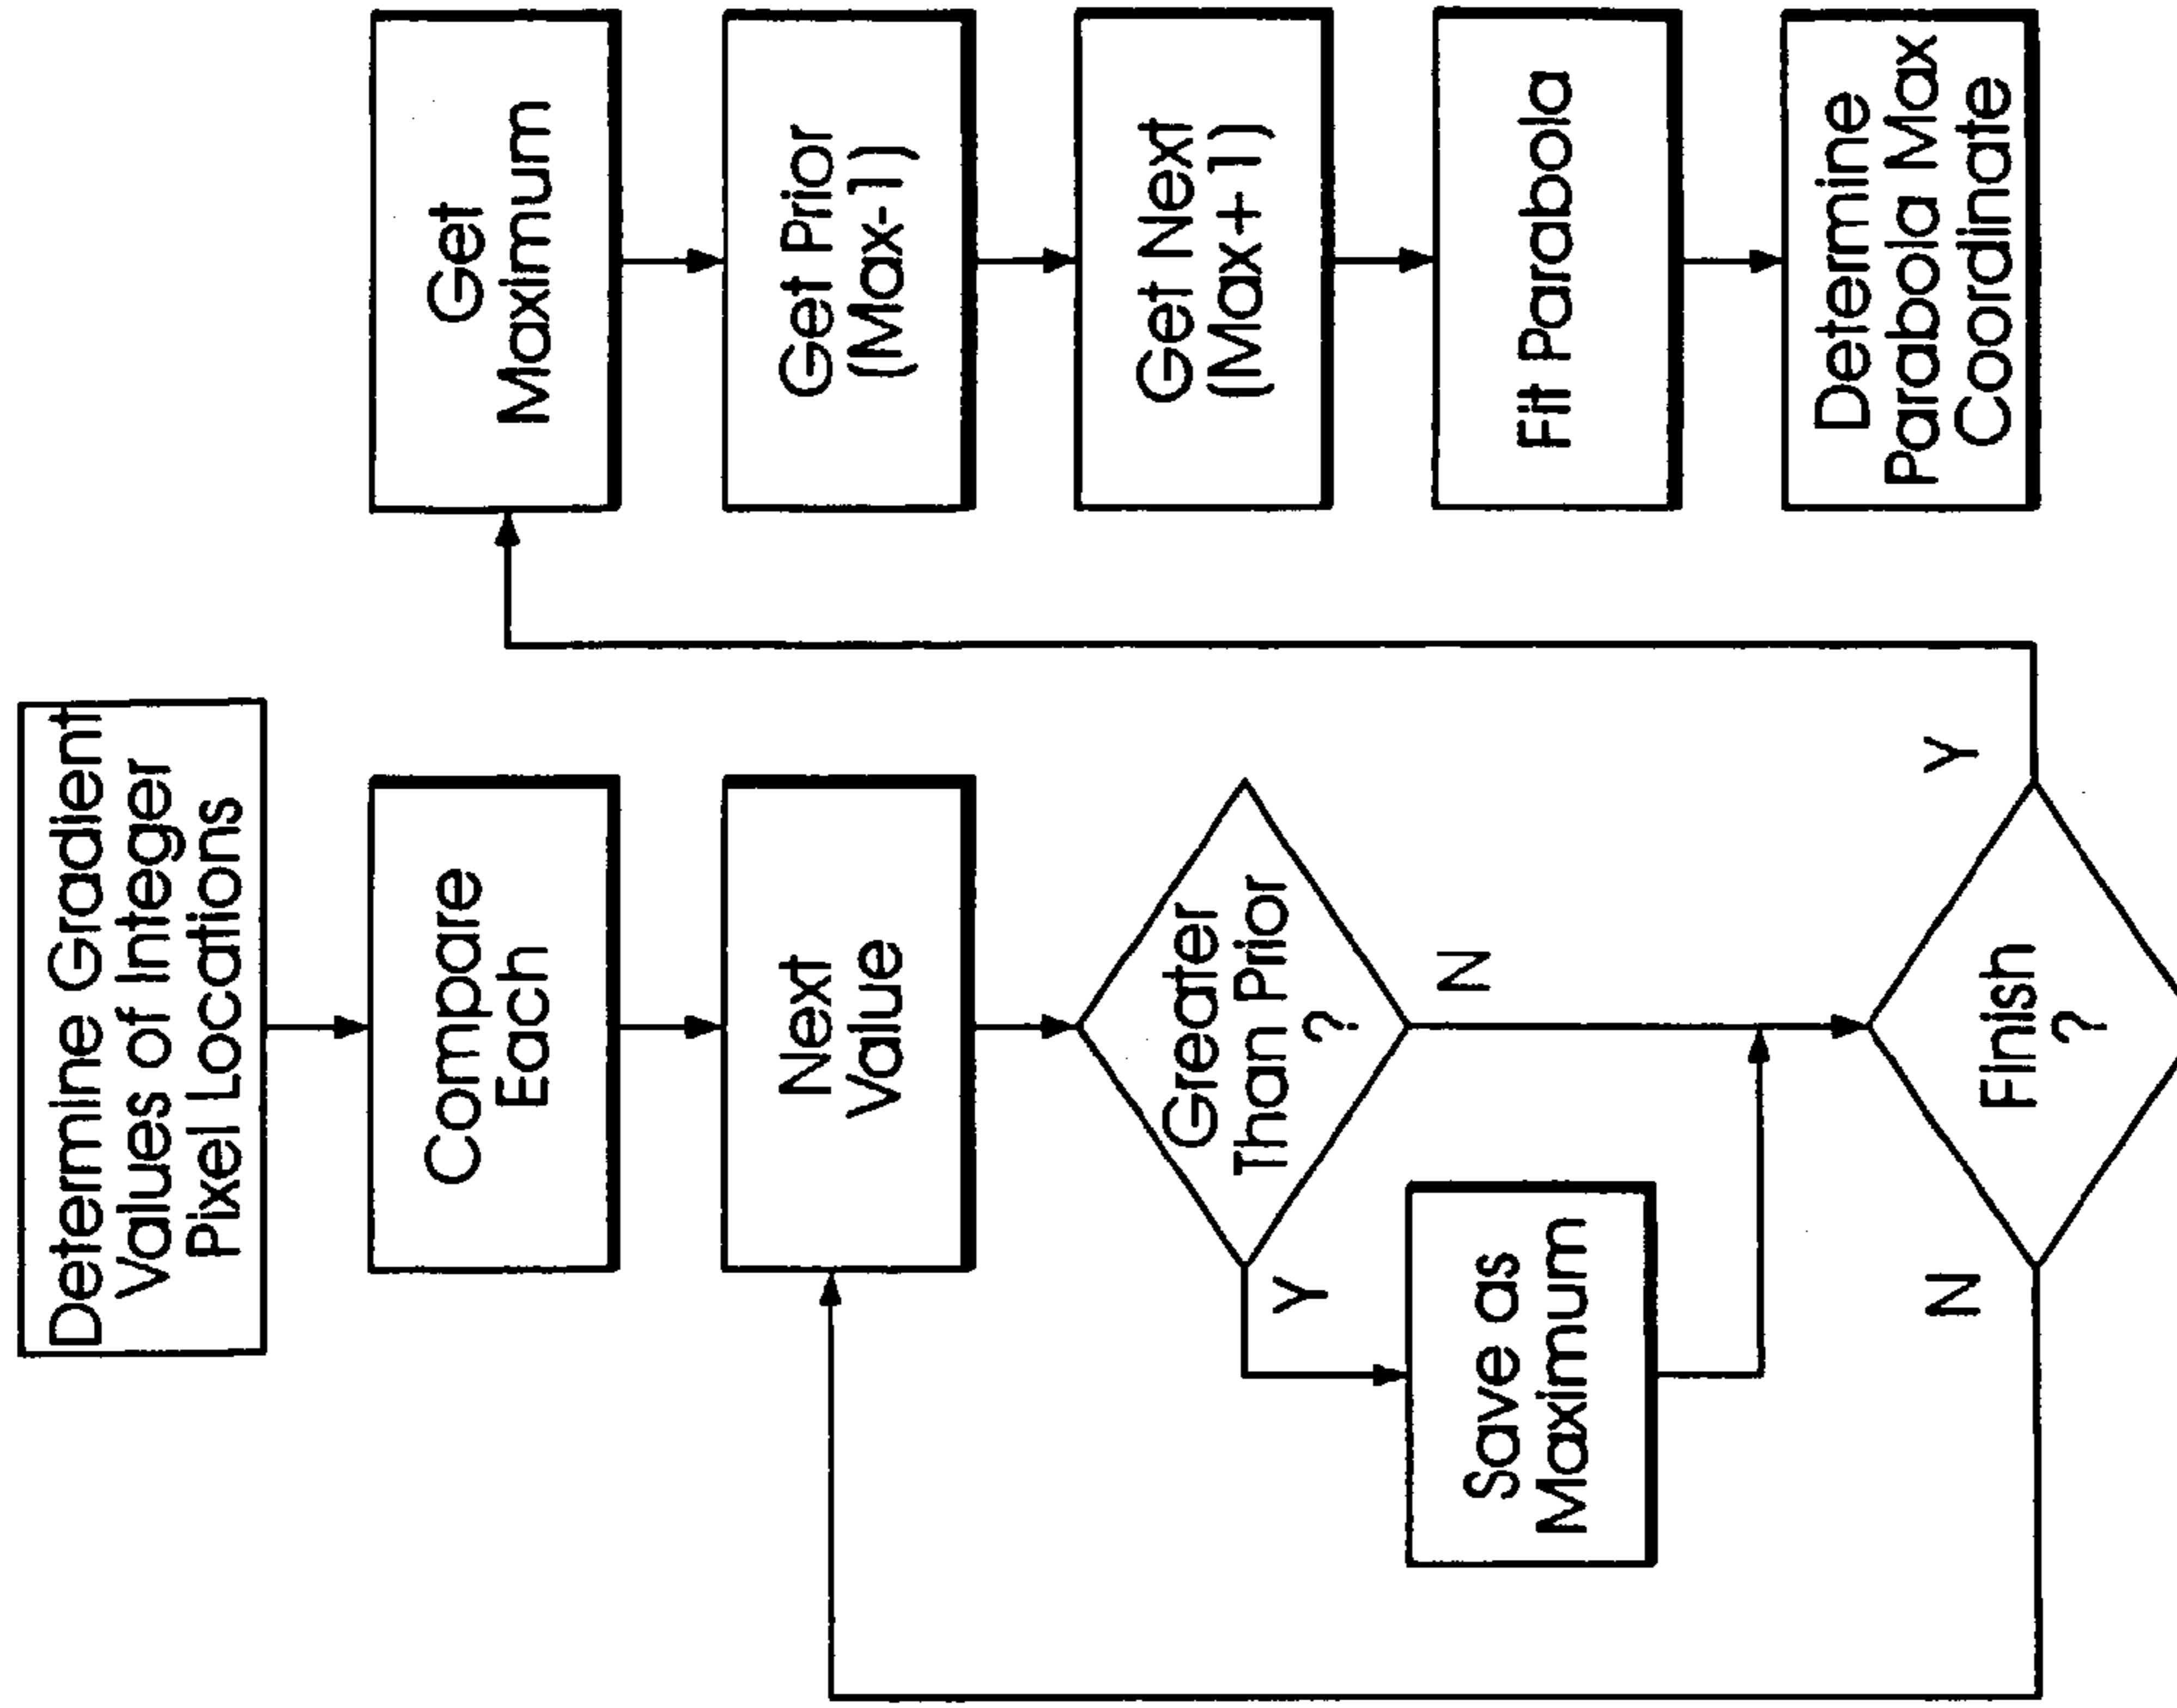 Determine Gradient
Values of Integer
Pixel Locations
Compare
Each
Next
Value
Greater
Than Prior
?
Y
N
Save as
Maximum
Finish
?
N
Y
Get
Maximum
Get Prior
(Max-1)
Get Next
(Max+1)
Fit Parabola
Determine
Parabola Max
Coordinate